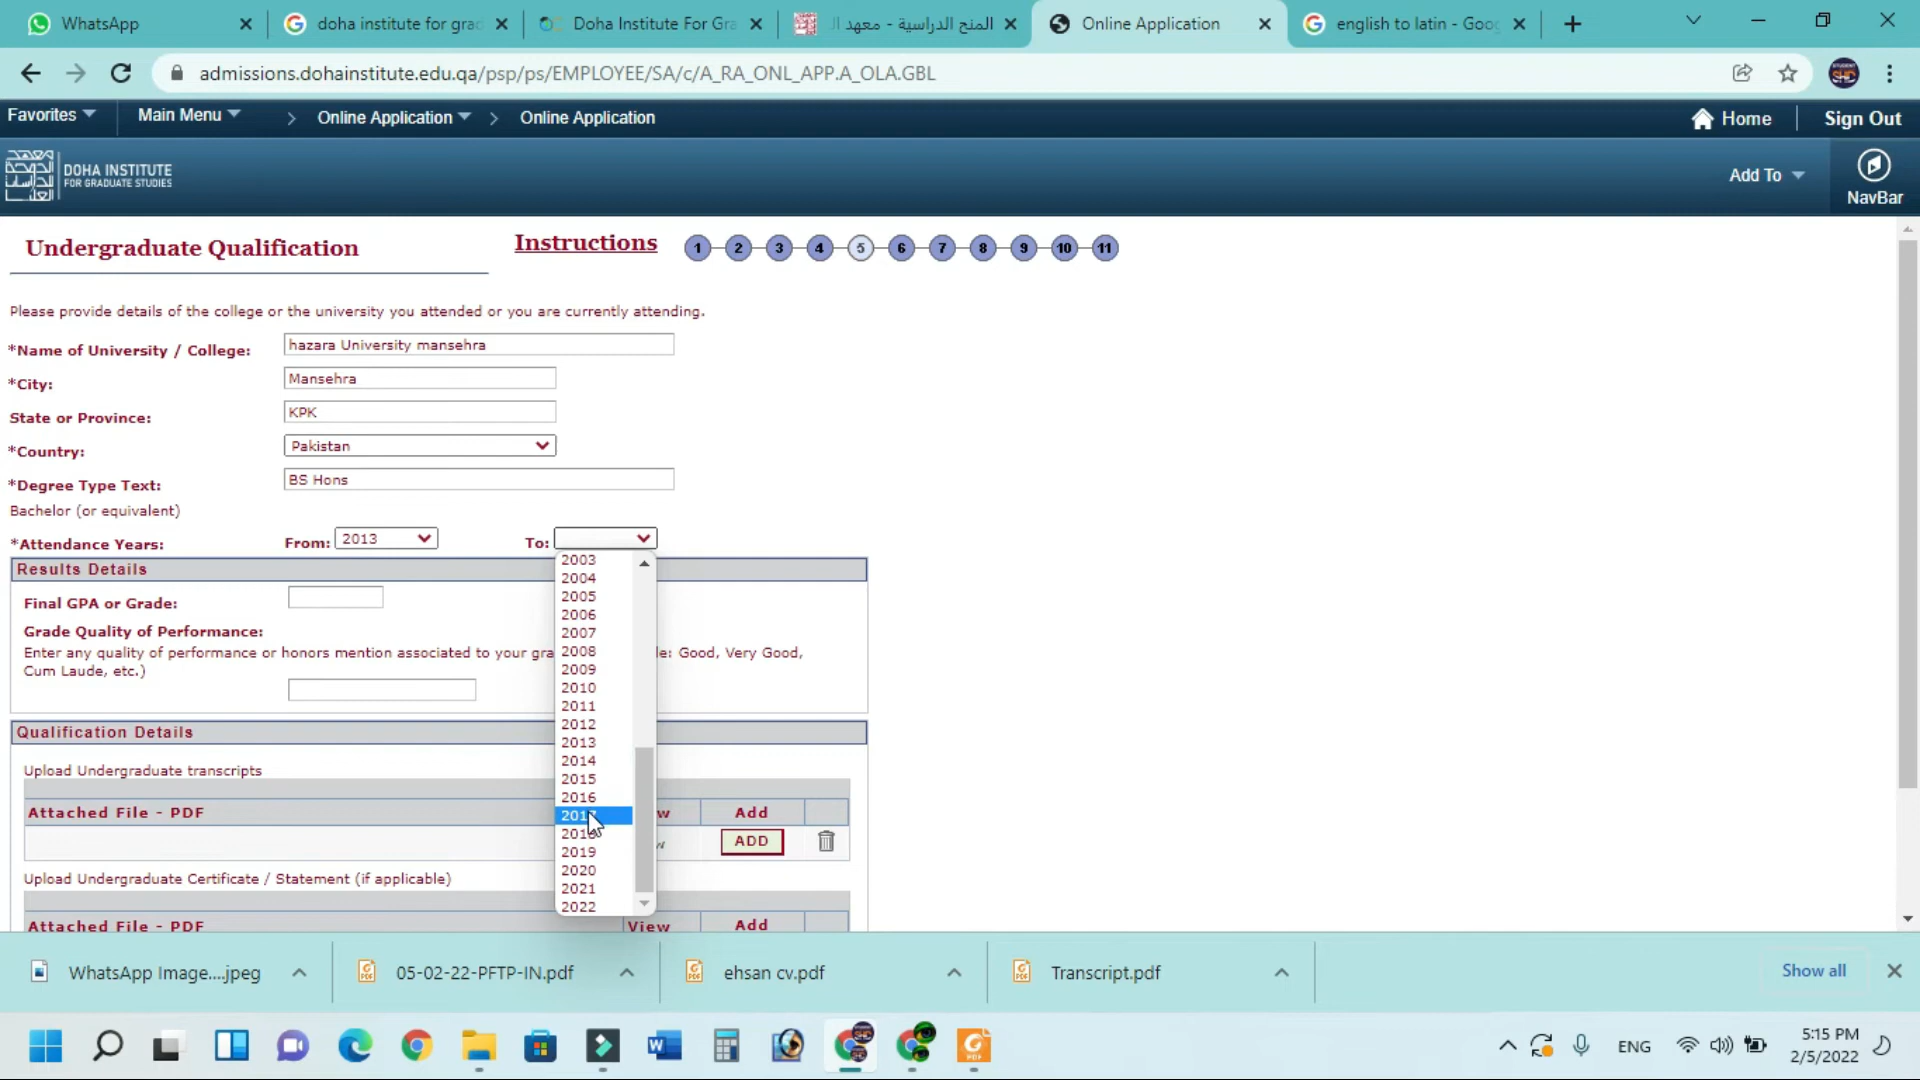 WhatsApp
doha institute for grad
Doha Institute For Gra
المنح الدراسية - معهد ال
Online Application
english to latin - Goog
admissions.dohainstitute.edu.qa/psp/ps/EMPLOYEE/SA/c/A_RA_ONL_APP.A_OLA.GBL
Favorites
Main Menu
Online Application
Online Application
Home
Sign Out
DOHA INSTITUTE
FOR GRADUATE STUDIES
Add To
NavBar
Undergraduate Qualification
Instructions
1 2 3 4 5 6 7 8 9 10 11
Please provide details of the college or the university you attended or you are currently attending.
*Name of University / College: hazara University mansehra
*City: Mansehra
State or Province: KPK
*Country: Pakistan
*Degree Type Text: BS Hons
Bachelor (or equivalent)
*Attendance Years: From: 2013 To:
2003
2004
2005
2006
2007
2008
2009
2010
2011
2012
2013
2014
2015
2016
2017
2018
2019
2020
2021
2022
Results Details
Final GPA or Grade:
Grade Quality of Performance:
Enter any quality of performance or honors mention associated to your gra le: Good, Very Good,
Cum Laude, etc.)
Qualification Details
Upload Undergraduate transcripts
Attached File - PDF w Add
w ADD
Upload Undergraduate Certificate / Statement (if applicable)
Attached File - PDF View Add
WhatsApp Image....jpeg
05-02-22-PFTP-IN.pdf
ehsan cv.pdf
Transcript.pdf
Show all
ENG
5:15 PM
2/5/2022